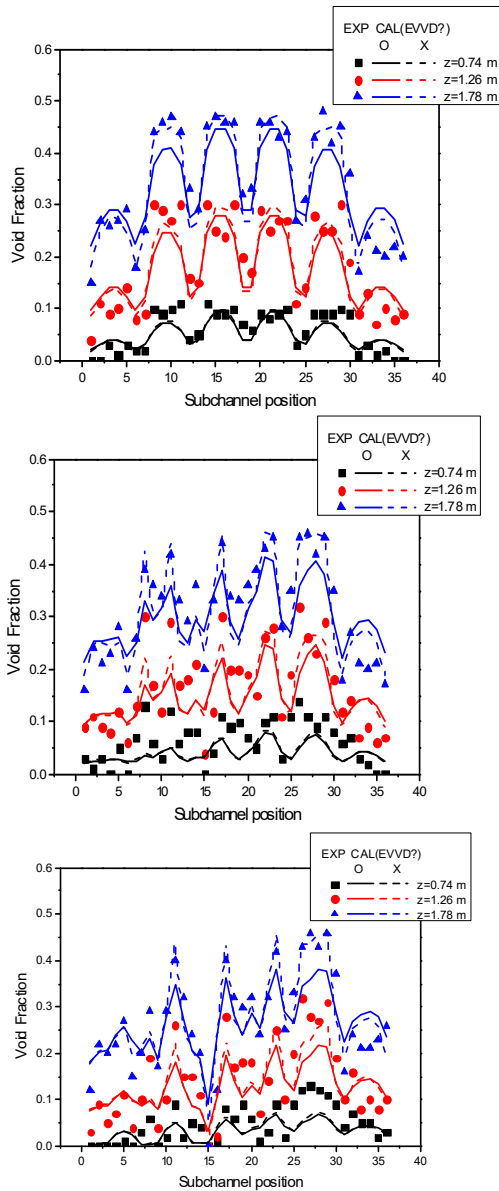 EXP CAL(EVVD?)
O X
z=0.74 m
z=1.26 m
z=1.78 m
0.6
0.5
0.4
0.3
0.2
0.1
0.0
Void Fraction
0 5 10 15 20 25 30 35 40
Subchannel position
EXP CAL(EVVD?)
O X
z=0.74 m
z=1.26 m
z=1.78 m
0.6
0.5
0.4
0.3
0.2
0.1
0.0
Void Fraction
0 5 10 15 20 25 30 35 40
Subchannel position
EXP CAL(EVVD?)
O X
z=0.74 m
z=1.26 m
z=1.78 m
0.6
0.5
0.4
0.3
0.2
0.1
0.0
Void Fraction
0 5 10 15 20 25 30 35 40
Subchannel position